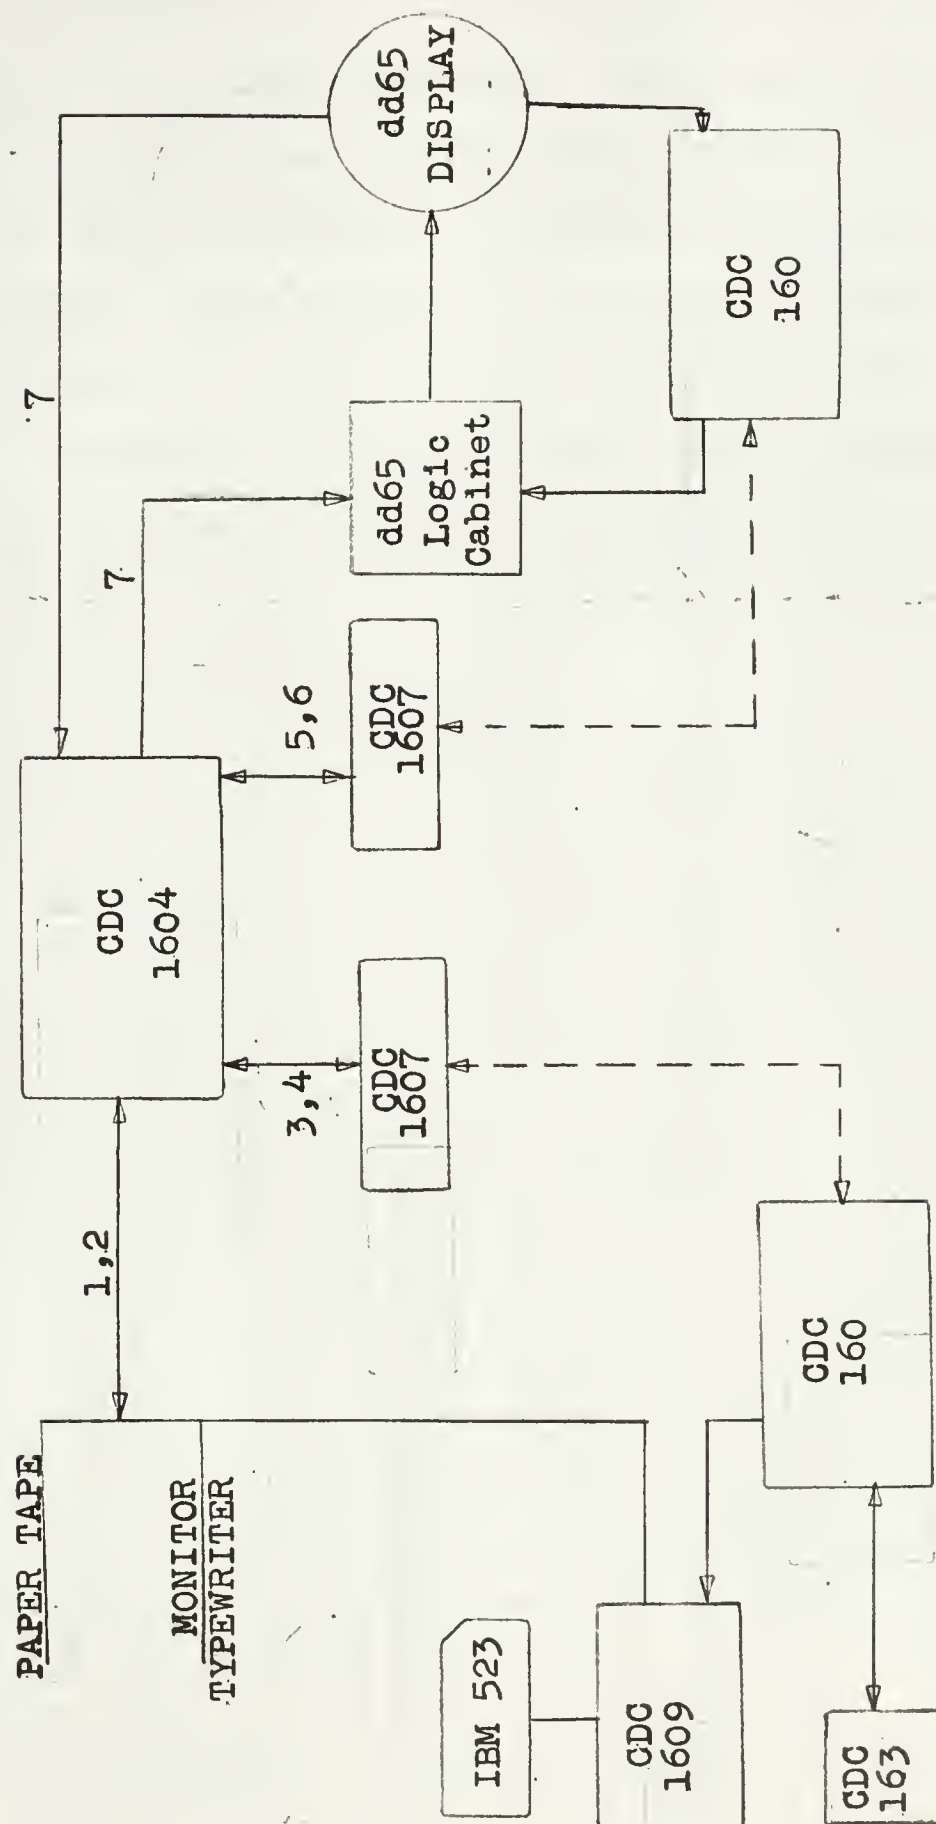 PAPER TAPE
MONITOR
TYPEWRITER
1,2
CDC
1604
7
7
3,4
5,6
CDC
1607
CDC
1607
dd65
Logic
Cabinet
dd65
DISPLAY
IBM 523
CDC
1609
CDC
160
CDC
160
CDC
163